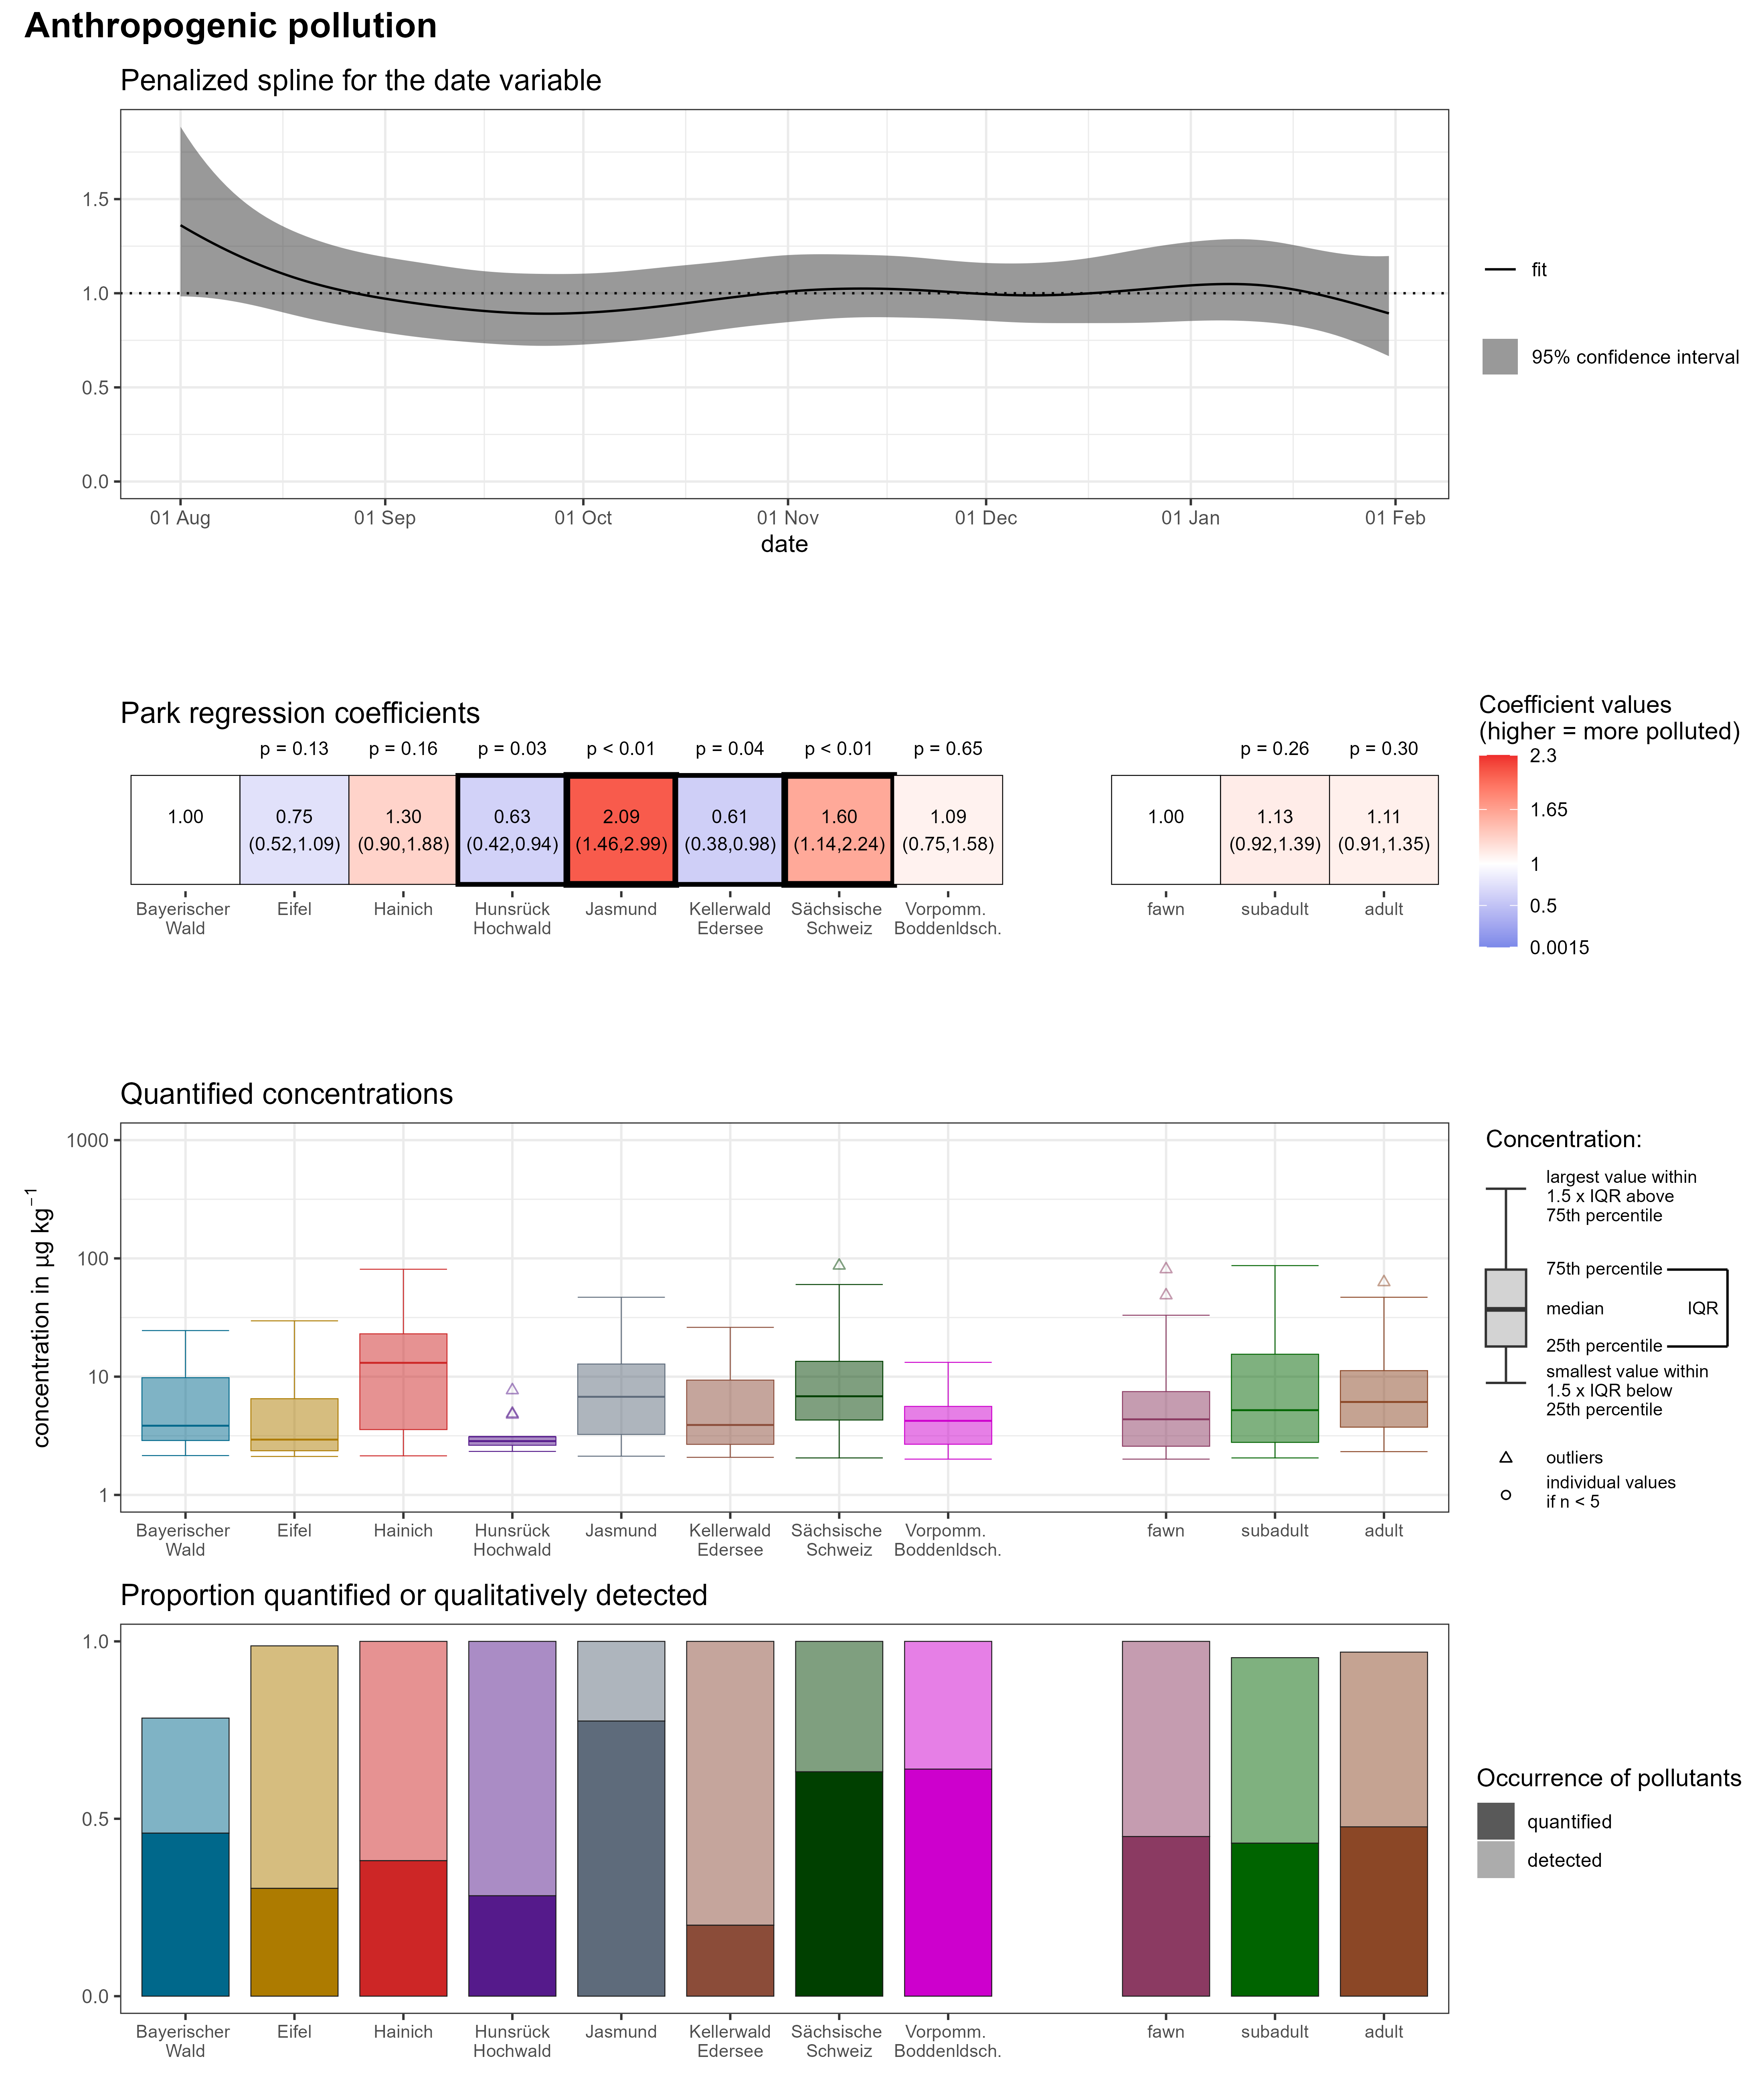 Anthropogenic pollution
Penalized spline for the date variable
1.5
1.0
0.5
0.0
01 Aug 01 Sep 01 Oct 01 Nov 01 Dec 01 Jan 01 Feb
date
fit
95% confidence interval
Park regression coefficients
p = 0.13 p = 0.16 p = 0.03 p < 0.01 p = 0.04 p < 0.01 p = 0.65 p = 0.26 p = 0.30
1.00 0.75 1.30 0.63 2.09 0.61 1.60 1.09 1.00 1.13 1.11
(0.52,1.09) (0.90,1.88) (0.42,0.94) (1.46,2.99) (0.38,0.98) (1.14,2.24) (0.75,1.58) (0.92,1.39) (0.91,1.35)
Bayerischer Eifel Hainich Hunsrück Jasmund Kellerwald Sächsische Vorpomm. fawn subadult adult
Wald Hochwald Edersee Schweiz Boddenldsch.
Coefficient values
(higher = more polluted)
2.3
1.65
1
0.5
0.0015
Quantified concentrations
concentration in µg kg⁻¹
1000
100
10
1
Bayerischer Eifel Hainich Hunsrück Jasmund Kellerwald Sächsische Vorpomm. fawn subadult adult
Wald Hochwald Edersee Schweiz Boddenldsch.
Concentration:
largest value within
1.5 x IQR above
75th percentile
75th percentile
median IQR
25th percentile
smallest value within
1.5 x IQR below
25th percentile
outliers
individual values
if n < 5
Proportion quantified or qualitatively detected
1.0
0.5
0.0
Bayerischer Eifel Hainich Hunsrück Jasmund Kellerwald Sächsische Vorpomm. fawn subadult adult
Wald Hochwald Edersee Schweiz Boddenldsch.
Occurrence of pollutants
quantified
detected